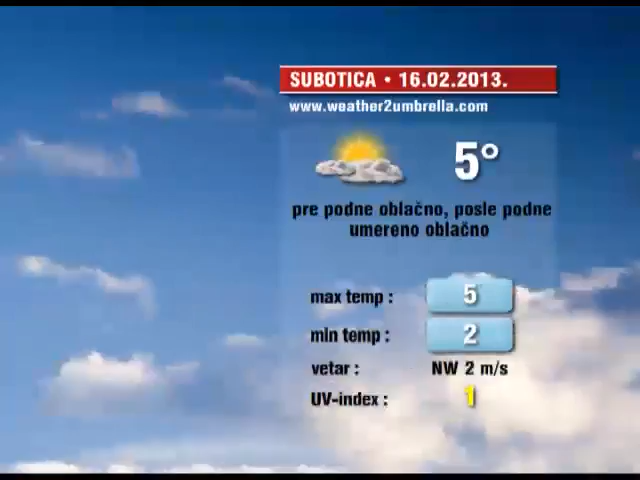 SUBOTICA • 16.02.2013.
www.weather2umbrella.com
5°
pre podne oblačno, posle podne
umereno oblačno
max temp : 5
min temp : 2
vetar : NW 2 m/s
UV-index : 1